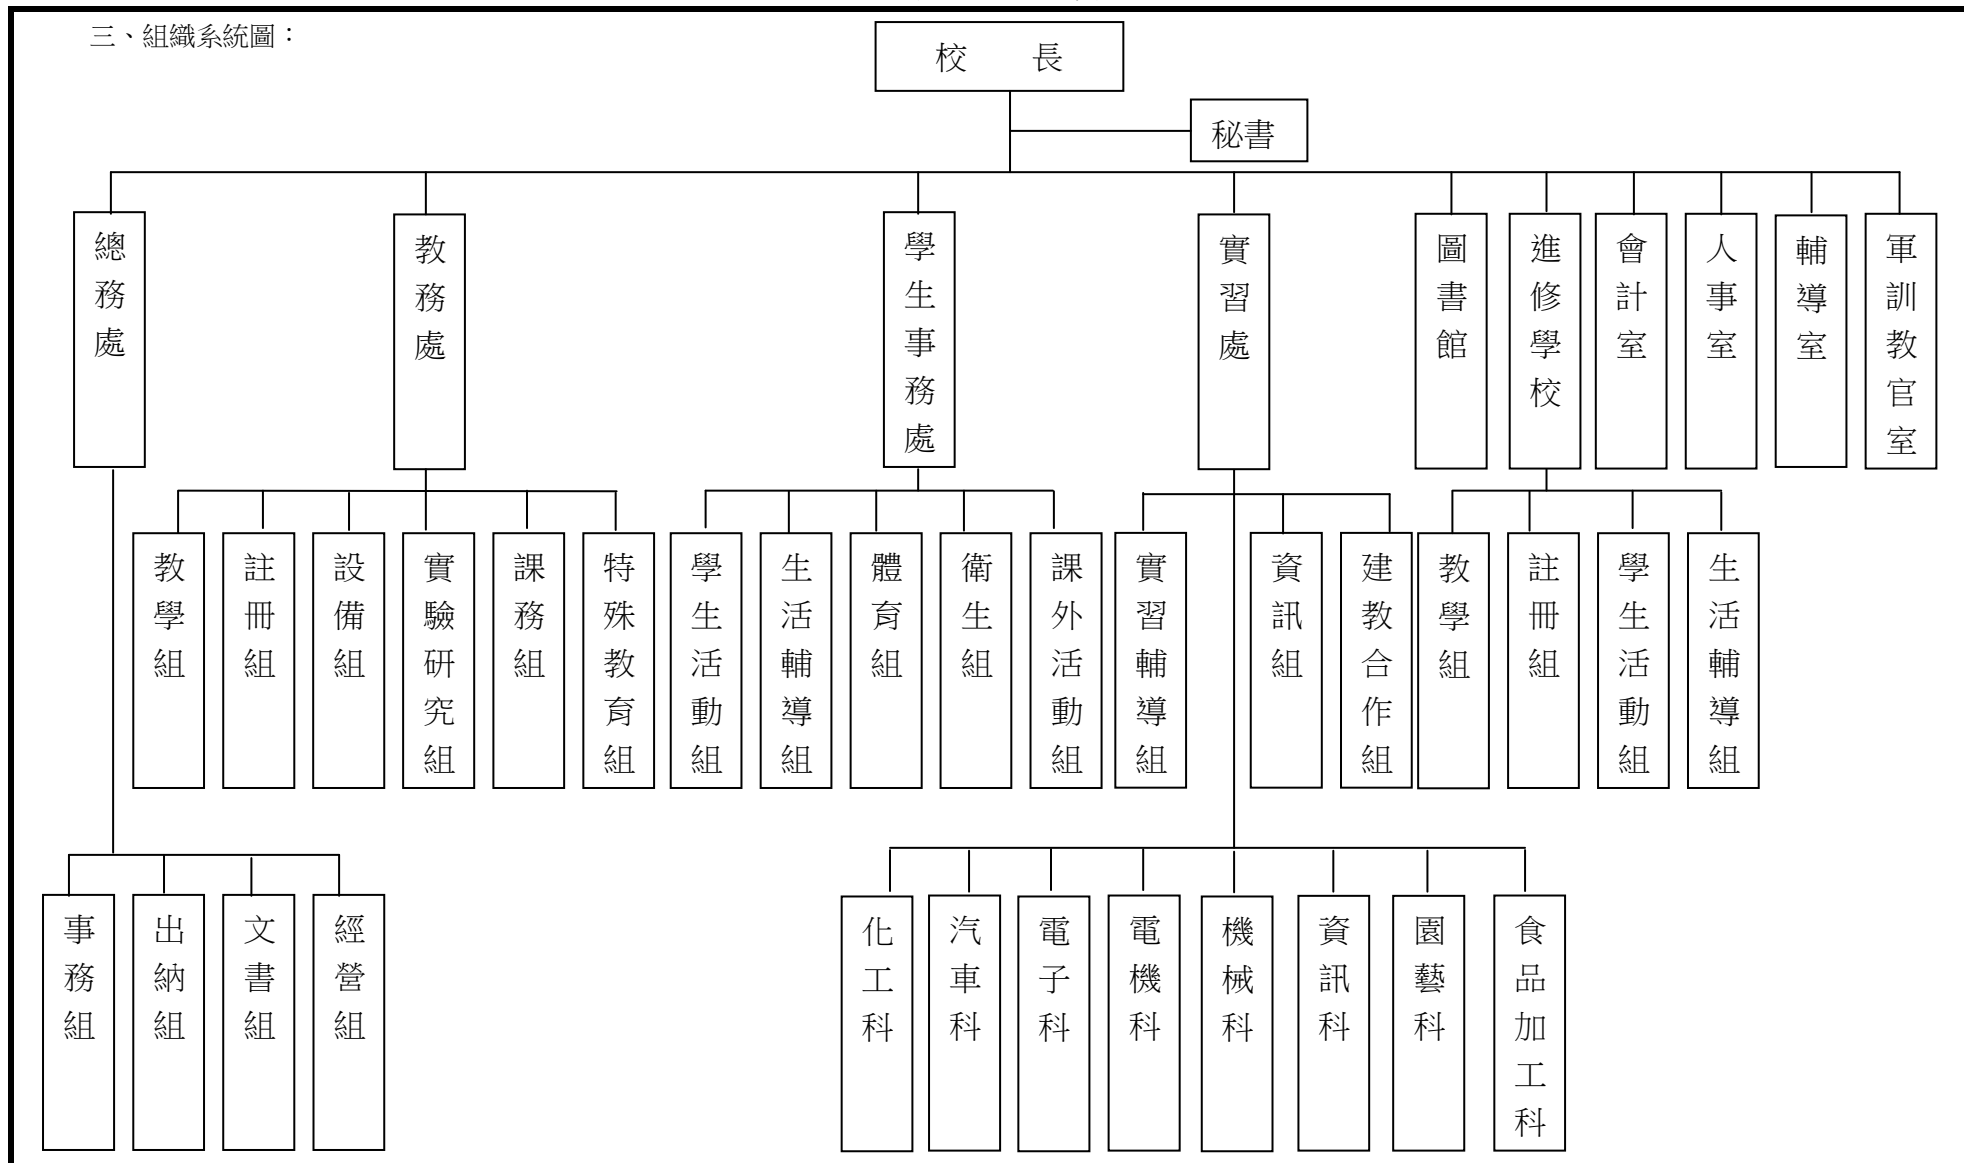 三、組織系統圖：
校　長
秘書
總務處
教務處
學生事務處
實習處
圖書館
進修學校
會計室
人事室
輔導室
軍訓教官室
教學組
註冊組
設備組
實驗研究組
課務組
特殊教育組
學生活動組
生活輔導組
體育組
衛生組
課外活動組
實習輔導組
資訊組
建教合作組
教學組
註冊組
學生活動組
生活輔導組
事務組
出納組
文書組
經營組
化工科
汽車科
電子科
電機科
機械科
資訊科
園藝科
食品加工科